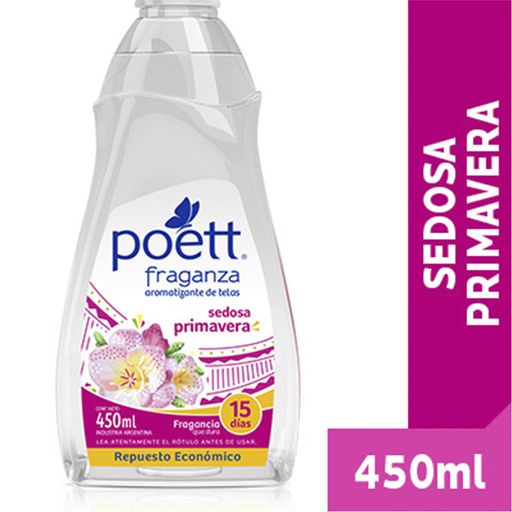 poett®
fraganza
aromatizante de telas
sedosa
primavera
CONT. NETO
450ml
INDUSTRIA ARGENTINA
Fragancia
que dura
15
días
LEA ATENTAMENTE EL RÓTULO ANTES DE USAR.
Repuesto Económico
SEDOSA
PRIMAVERA
450ml